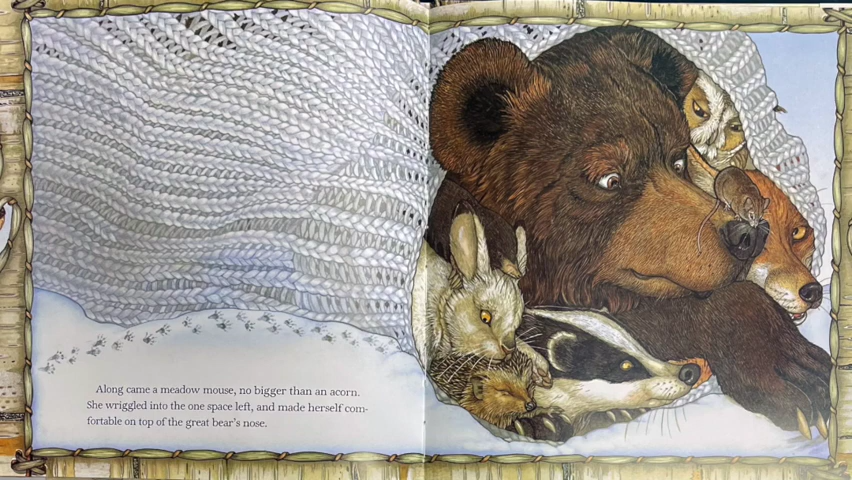 Along came a meadow mouse, no bigger than an acorn.
She wriggled into the one space left, and made herself com-
fortable on top of the great bear's nose.